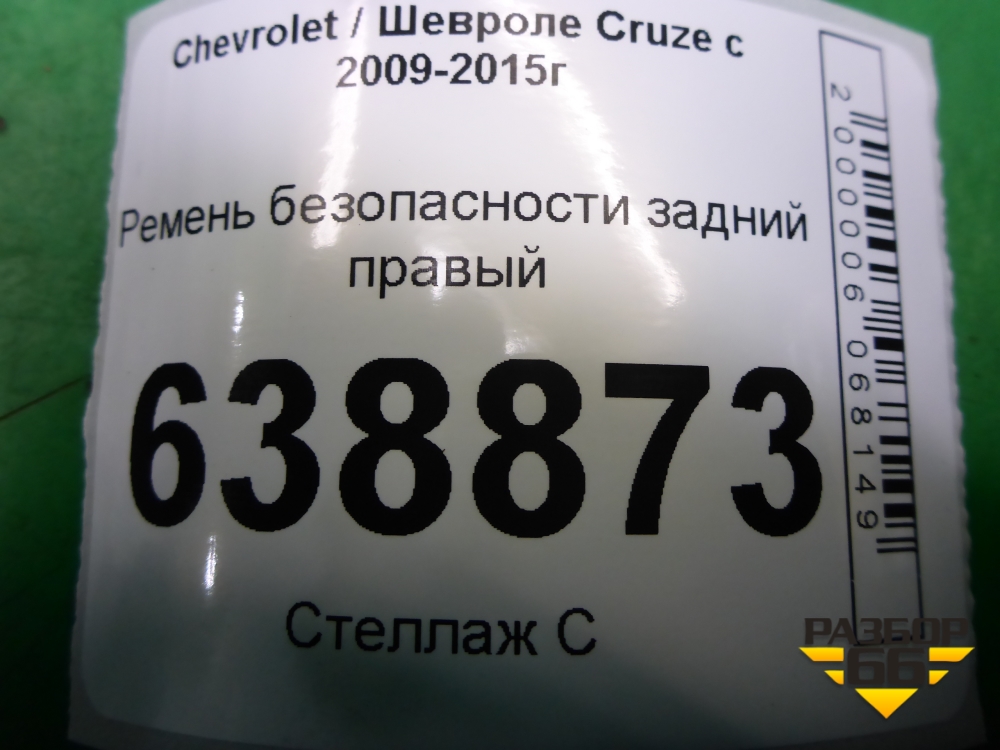 Chevrolet / Шевроле Cruze с
2009-2015г
Ремень безопасности задний
правый
638873
Стеллаж С
2000006068149
РАЗБОР
66